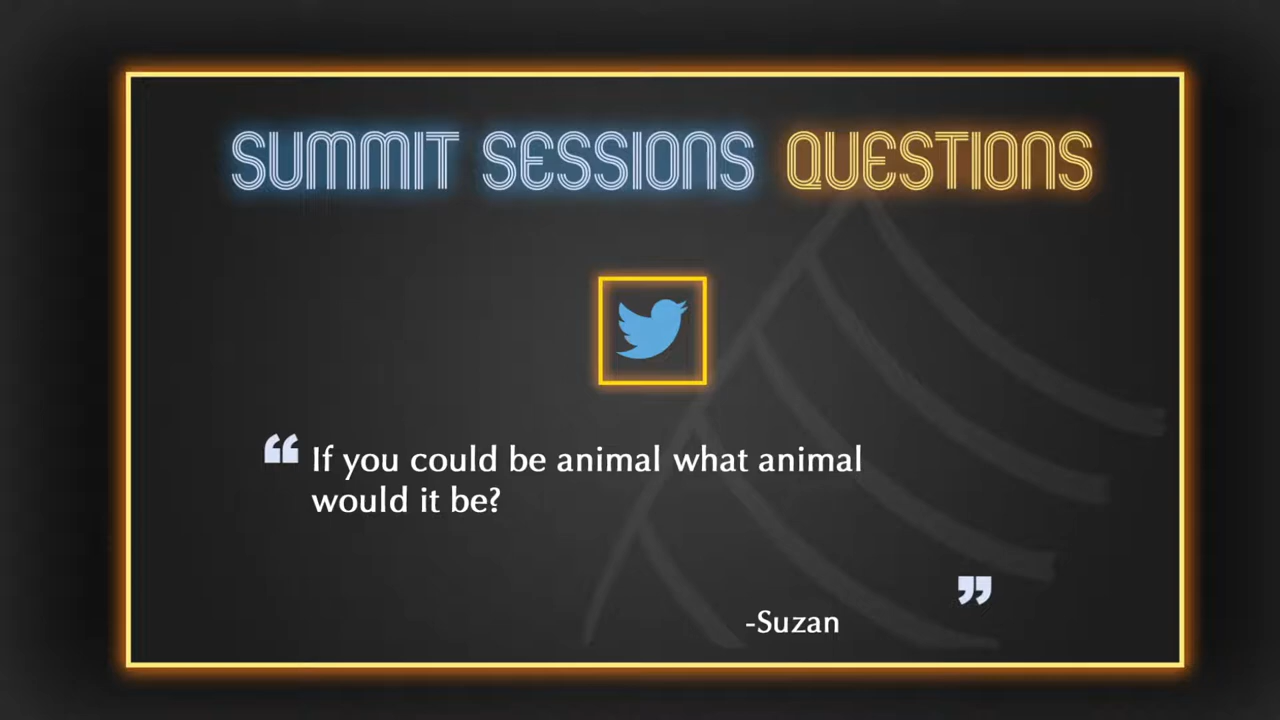 SUMMIT SESSIONS QUESTIONS
“ If you could be animal what animal
would it be?
”
-Suzan